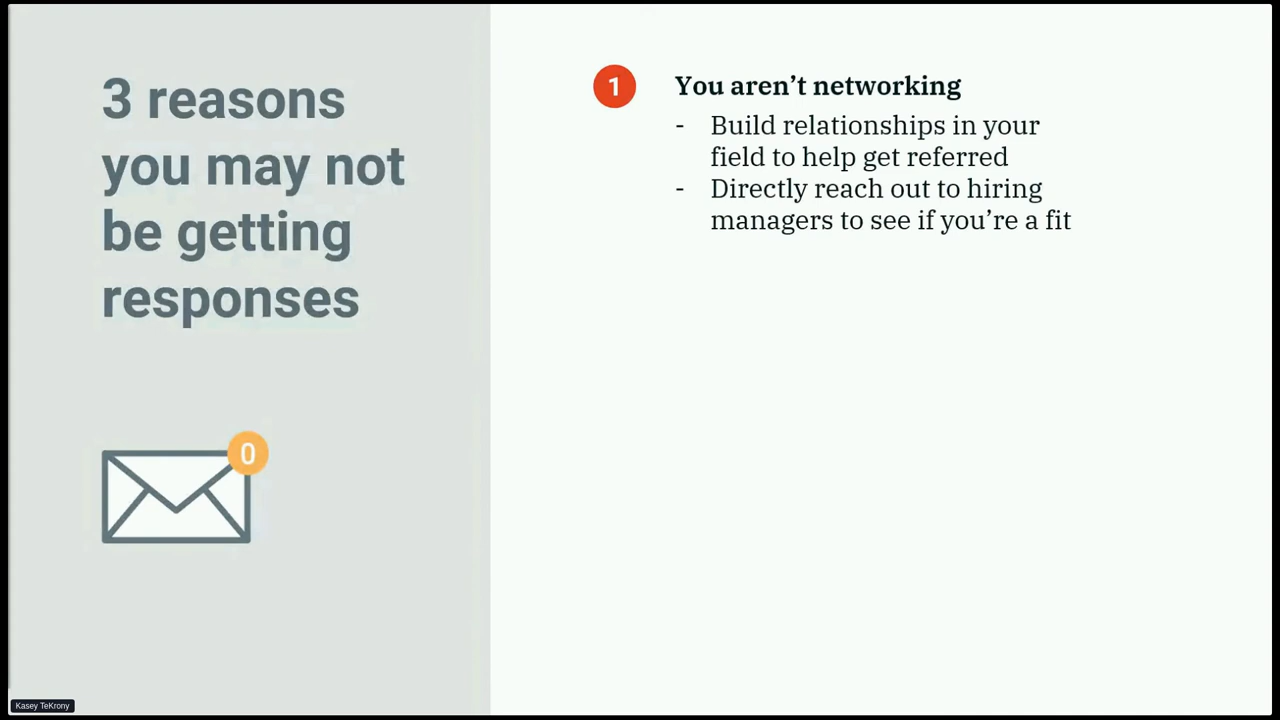 3 reasons
you may not
be getting
responses
0
1
You aren’t networking
- Build relationships in your
field to help get referred
- Directly reach out to hiring
managers to see if you’re a fit
Kasey TeKrony